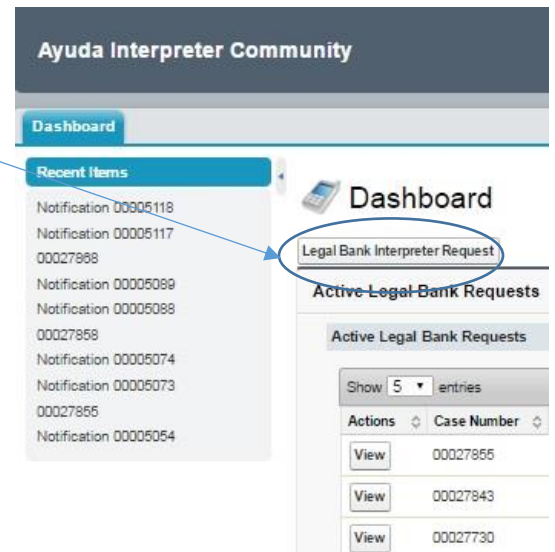 Ayuda Interpreter Community
Dashboard
Recent Items
Notification 00005118
Notification 00005117
00027868
Notification 00005089
Notification 00005088
00027858
Notification 00005074
Notification 00005073
00027855
Notification 00005054
Dashboard
Legal Bank Interpreter Request
Active Legal Bank Requests
Active Legal Bank Requests
Show 5 entries
Actions Case Number
View 00027855
View 00027843
View 00027730